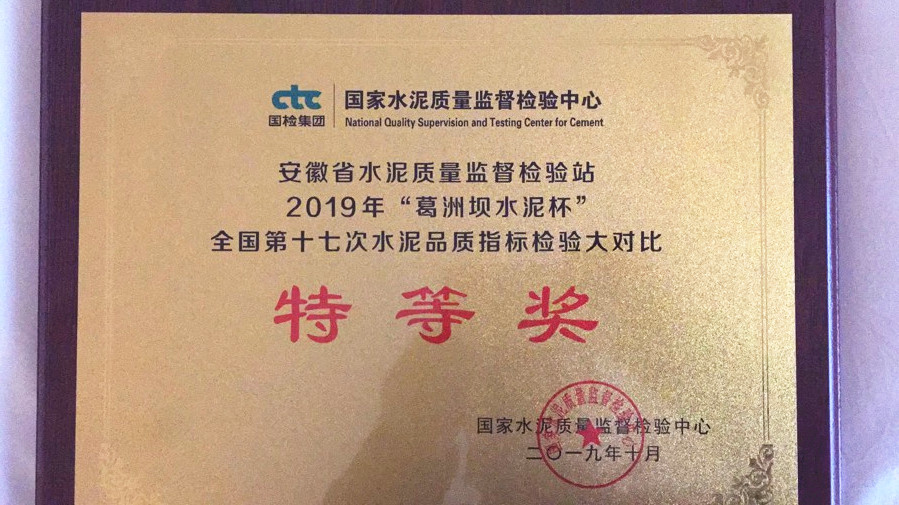 ctc
国检集团
国家水泥质量监督检验中心
National Quality Supervision and Testing Center for Cement
安徽省水泥质量监督检验站
2019年“葛洲坝水泥杯”
全国第十七次水泥品质指标检验大对比
特等奖
国家水泥质量监督检验中心
二〇一九年十月